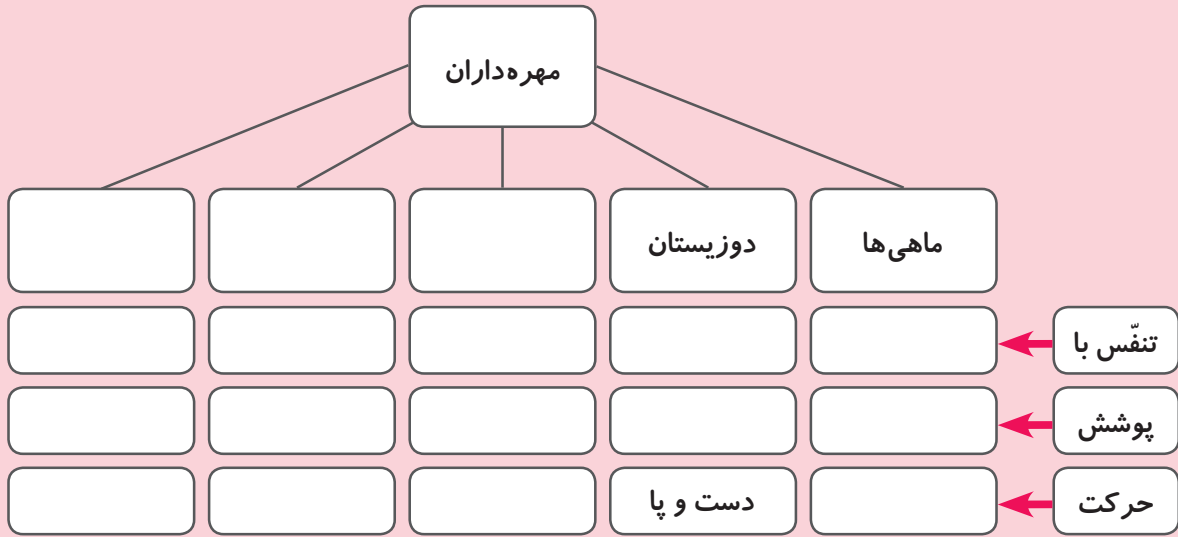 مهره‌داران
ماهی‌ها
دوزیستان
تنفّس با
پوشش
حرکت
دست و پا